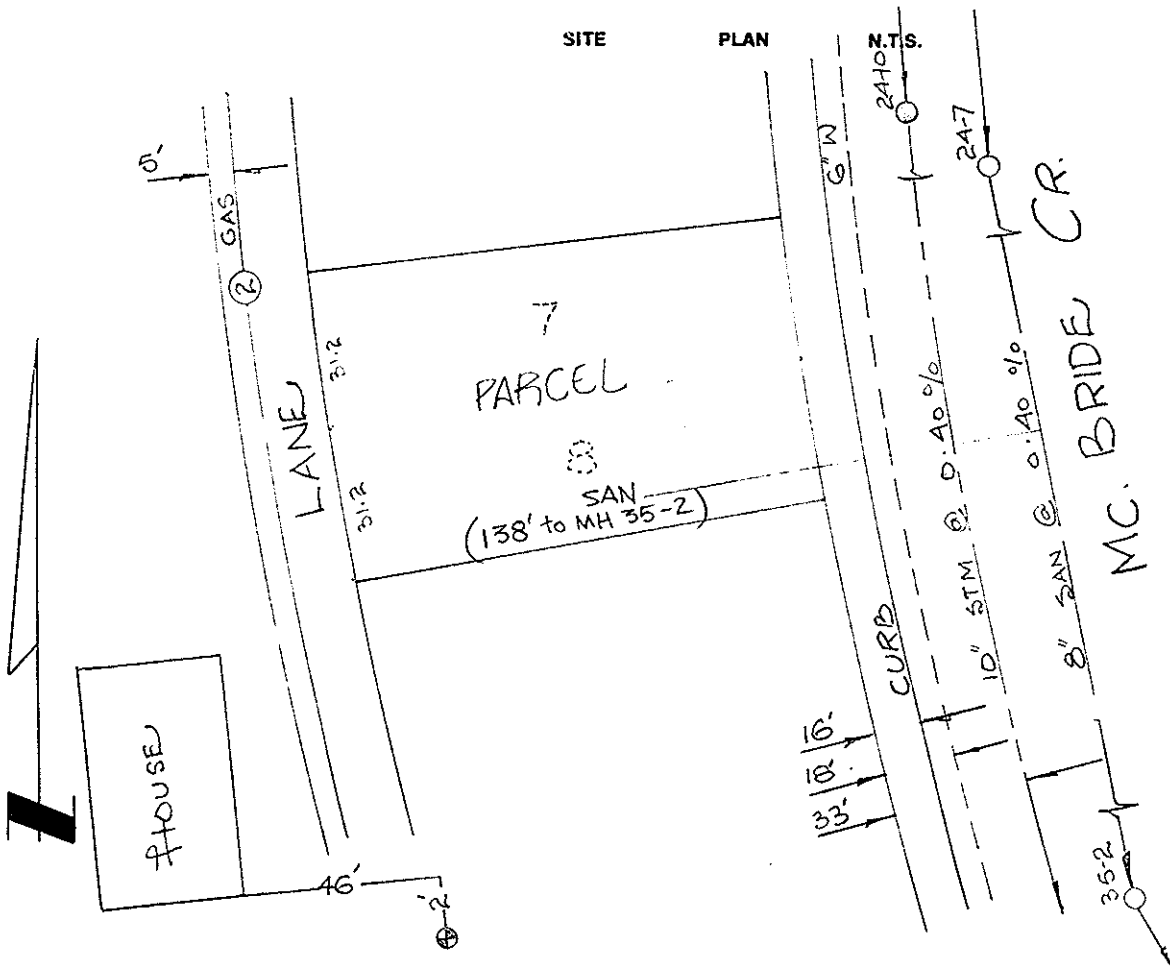 SITE PLAN N.T.S.
5'
GAS
2
LANE
31.2
31.2
7
PARCEL
8
SAN
(138' to MH 35-2)
6" W
24-10
24-7
MC. BRIDE CR.
10" STM @ 0.40 %
8" SAN @ 0.40 %
CURB
16'
18'
33'
35-2
HOUSE
46'
2'